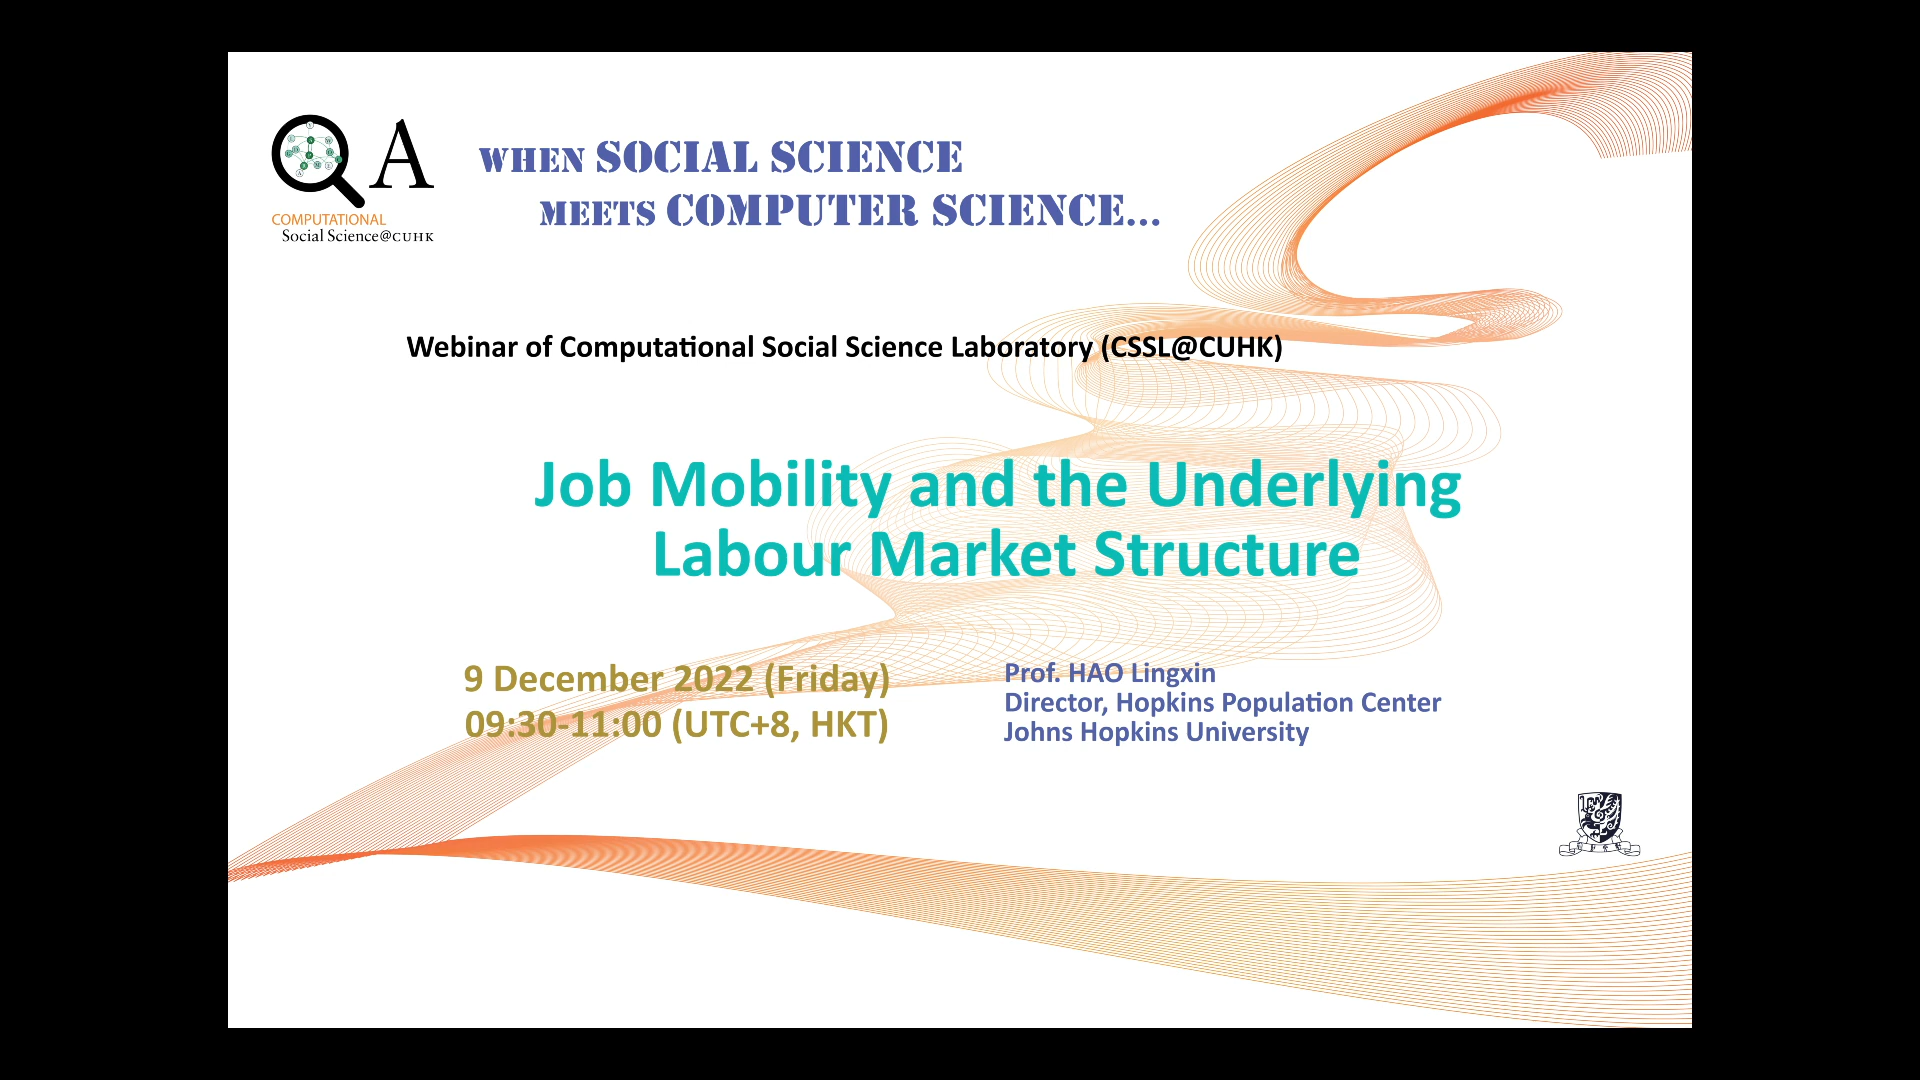 QA
COMPUTATIONAL
Social Science@CUHK
WHEN SOCIAL SCIENCE
MEETS COMPUTER SCIENCE...
Webinar of Computational Social Science Laboratory (CSSL@CUHK)
Job Mobility and the Underlying
Labour Market Structure
9 December 2022 (Friday)
09:30-11:00 (UTC+8, HKT)
Prof. HAO Lingxin
Director, Hopkins Population Center
Johns Hopkins University